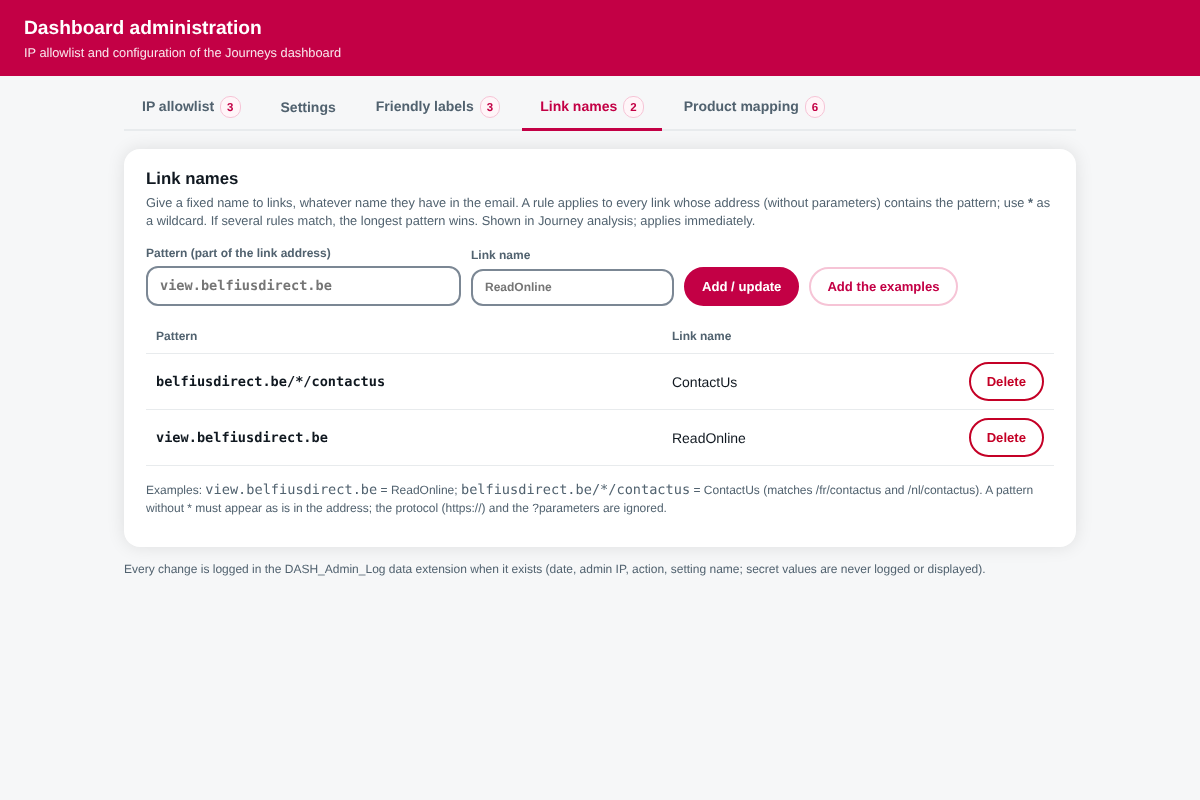 Dashboard administration
IP allowlist and configuration of the Journeys dashboard
IP allowlist 3 Settings Friendly labels 3 Link names 2 Product mapping 6
Link names
Give a fixed name to links, whatever name they have in the email. A rule applies to every link whose address (without parameters) contains the pattern; use * as
a wildcard. If several rules match, the longest pattern wins. Shown in Journey analysis; applies immediately.
Pattern (part of the link address) Link name
view.belfiusdirect.be ReadOnline Add / update Add the examples
Pattern Link name
belfiusdirect.be/*/contactus ContactUs Delete
view.belfiusdirect.be ReadOnline Delete
Examples: view.belfiusdirect.be = ReadOnline; belfiusdirect.be/*/contactus = ContactUs (matches /fr/contactus and /nl/contactus). A pattern
without * must appear as is in the address; the protocol (https://) and the ?parameters are ignored.
Every change is logged in the DASH_Admin_Log data extension when it exists (date, admin IP, action, setting name; secret values are never logged or displayed).